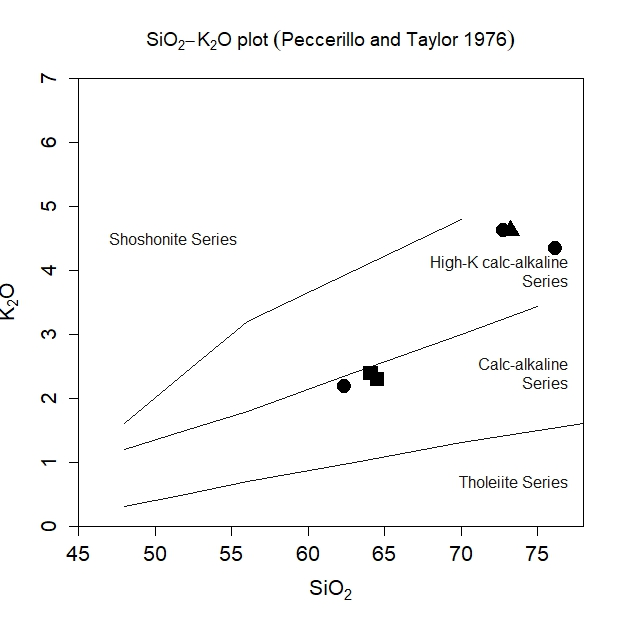 SiO₂–K₂O plot (Peccerillo and Taylor 1976)
7
6
5
4
3
2
1
0
K₂O
Shoshonite Series
High-K calc-alkaline
Series
Calc-alkaline
Series
Tholeiite Series
45 50 55 60 65 70 75
SiO₂